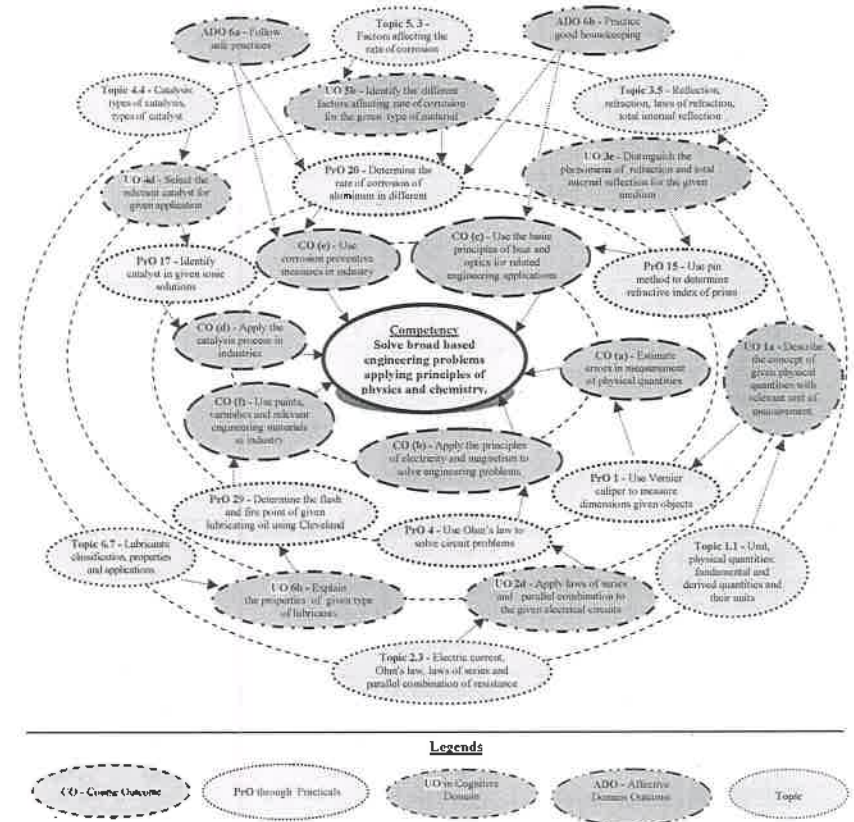 ADO 6a - Follow
safe practices
Topic 5, 3 -
Factors affecting the
rate of corrosion
ADO 6b - Practice
good housekeeping
Topic 4.4 - Catalysis,
types of catalysis,
types of catalyst
UO 5b - Identify the different
factors affecting rate of corrosion
for the given type of material
Topic 3.5 - Reflection,
refraction, laws of refraction,
total internal reflection
UO 4d - Select the
relevant catalyst for
given application
PrO 20 - Determine the
rate of corrosion of
aluminum in different
UO 3e - Distinguish the
phenomena of refraction and total
internal reflection for the given
medium
PrO 17 - Identify
catalyst in given some
solutions
CO (e) - Use
corrosion preventive
measures in industry
CO (c) - Use the basic
principles of heat and
optics for related
engineering applications
PrO 15 - Use pin
method to determine
refractive index of prism
CO (d) - Apply the
catalysis process in
industries
Competency
Solve broad based
engineering problems
applying principles of
physics and chemistry.
CO (a) - Estimate
errors in measurement
of physical quantities
UO 1a - Describe
the concept of
given physical
quantities with
relevant unit of
measurement
CO (f) - Use paints,
varnishes and relevant
engineering materials
in industry
CO (b) - Apply the principles
of electricity and magnetism to
solve engineering problems
PrO 29 - Determine the flash
and fire point of given
lubricating oil using Cleveland
PrO 4 - Use Ohm's law to
solve circuit problems
PrO 1 - Use Vernier
caliper to measure
dimensions given objects
Topic 6.7 - Lubricants:
classification, properties
and applications
UO 6h - Explain
the properties of given type
of lubricants
UO 2d - Apply laws of series
and parallel combination to
the given electrical circuits
Topic 1.1 - Unit,
physical quantities:
fundamental and
derived quantities and
their units
Topic 2.3 - Electric current,
Ohm's law, laws of series and
parallel combination of resistance
Legends
CO - Course Outcome
PrO through Practicals
UO in Cognitive
Domain
ADO - Affective
Domain Outcome
Topic